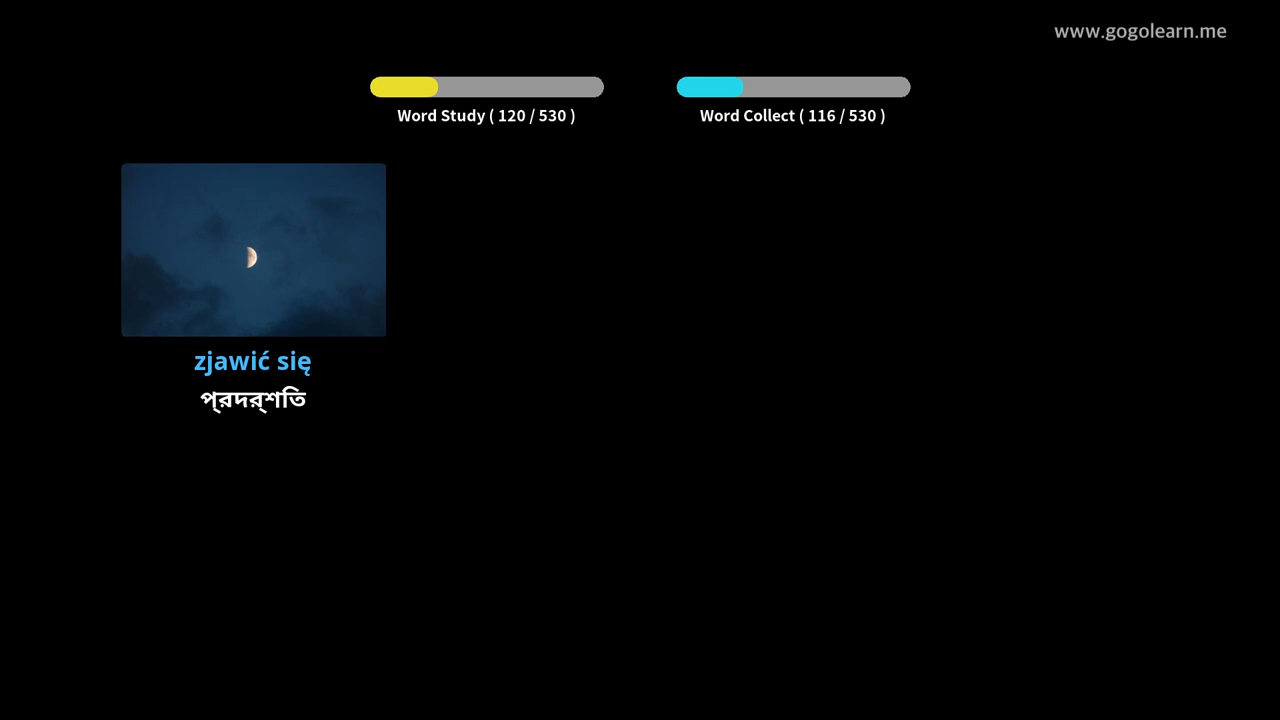 www.gogolearn.me
Word Study ( 120 / 530 )
Word Collect ( 116 / 530 )
zjawić się
প্রদর্শিত